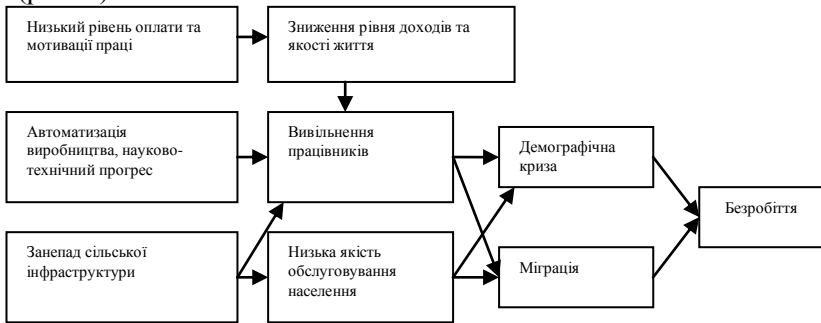 Низький рівень оплати та
мотивації праці
Зниження рівня доходів та
якості життя
Автоматизація
виробництва, науково-
технічний прогрес
Вивільнення
працівників
Демографічна
криза
Безробіття
Занепад сільської
інфраструктури
Низька якість
обслуговування
населення
Міграція